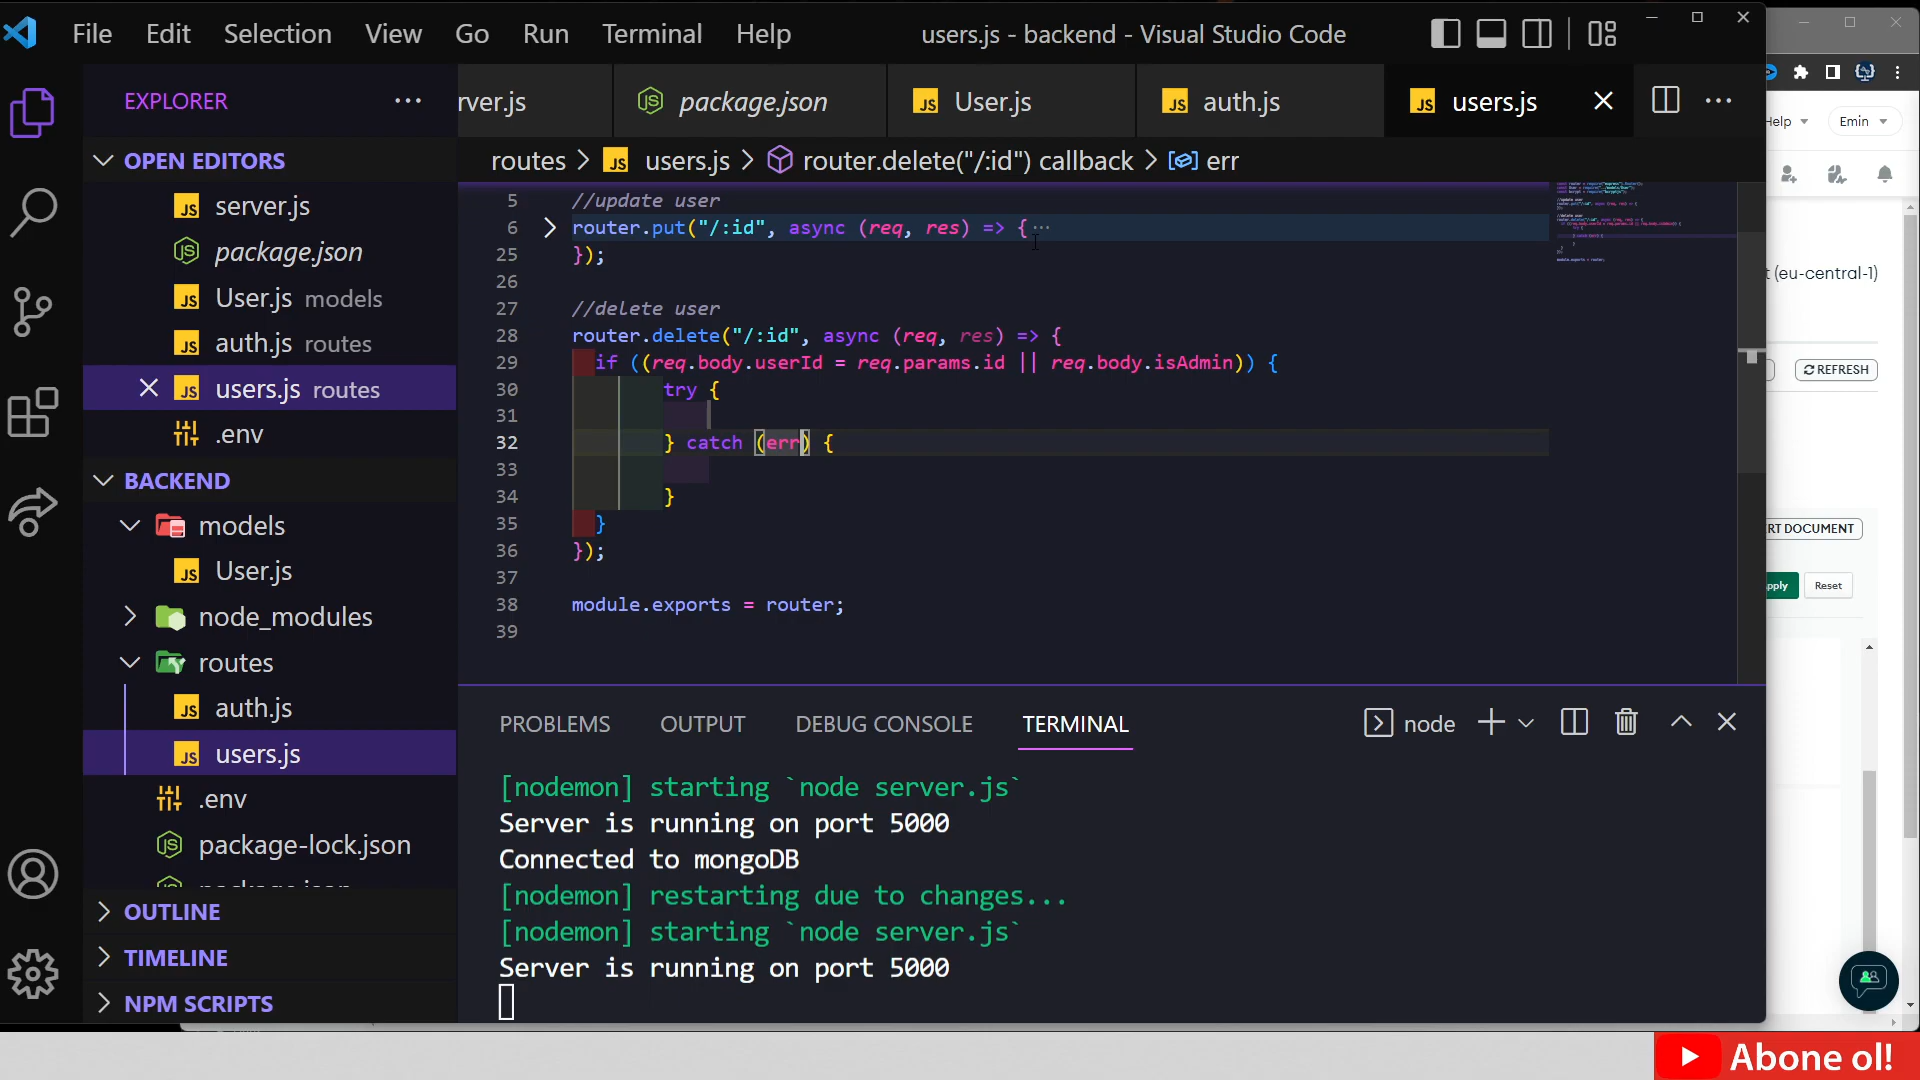 File Edit Selection View Go Run Terminal Help
users.js - backend - Visual Studio Code
EXPLORER
rver.js
package.json
User.js
auth.js
users.js
routes > users.js > router.delete("/:id") callback > err
OPEN EDITORS
server.js
package.json
User.js models
auth.js routes
users.js routes
.env
BACKEND
models
User.js
node_modules
routes
auth.js
users.js
.env
package-lock.json
OUTLINE
TIMELINE
NPM SCRIPTS
5 //update user
6 router.put("/:id", async (req, res) => {···
25 });
26
27 //delete user
28 router.delete("/:id", async (req, res) => {
29 if ((req.body.userId = req.params.id || req.body.isAdmin)) {
30 try {
31
32 } catch (err) {
33
34 }
35 }
36 });
37
38 module.exports = router;
39
PROBLEMS OUTPUT DEBUG CONSOLE TERMINAL
node
[nodemon] starting `node server.js`
Server is running on port 5000
Connected to mongoDB
[nodemon] restarting due to changes...
[nodemon] starting `node server.js`
Server is running on port 5000
Help
Emin
t (eu-central-1)
REFRESH
RT DOCUMENT
pply
Reset
Abone ol!